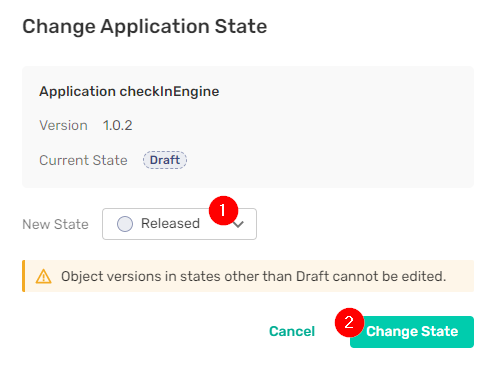 Change Application State
Application checkInEngine
Version 1.0.2
Current State Draft
New State Released 1
Object versions in states other than Draft cannot be edited.
Cancel 2 Change State